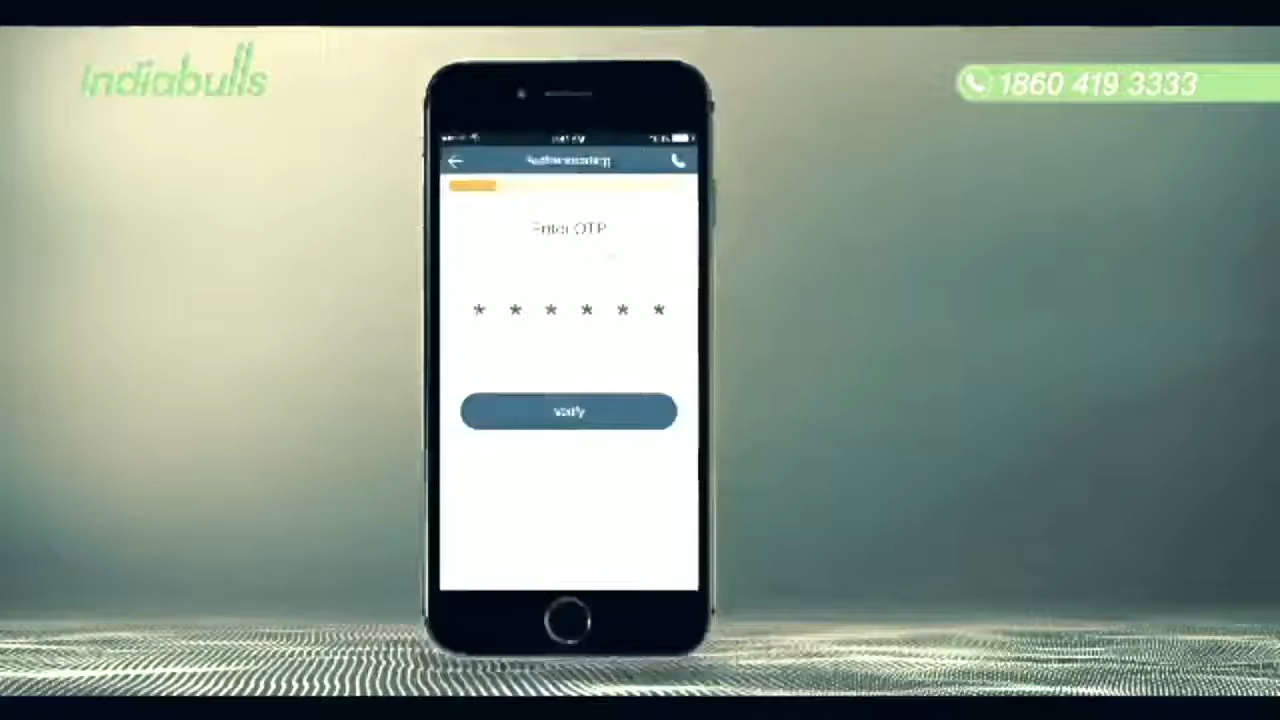 Indiabulls
1860 419 3333
Enter OTP
* * * * * *
Verify